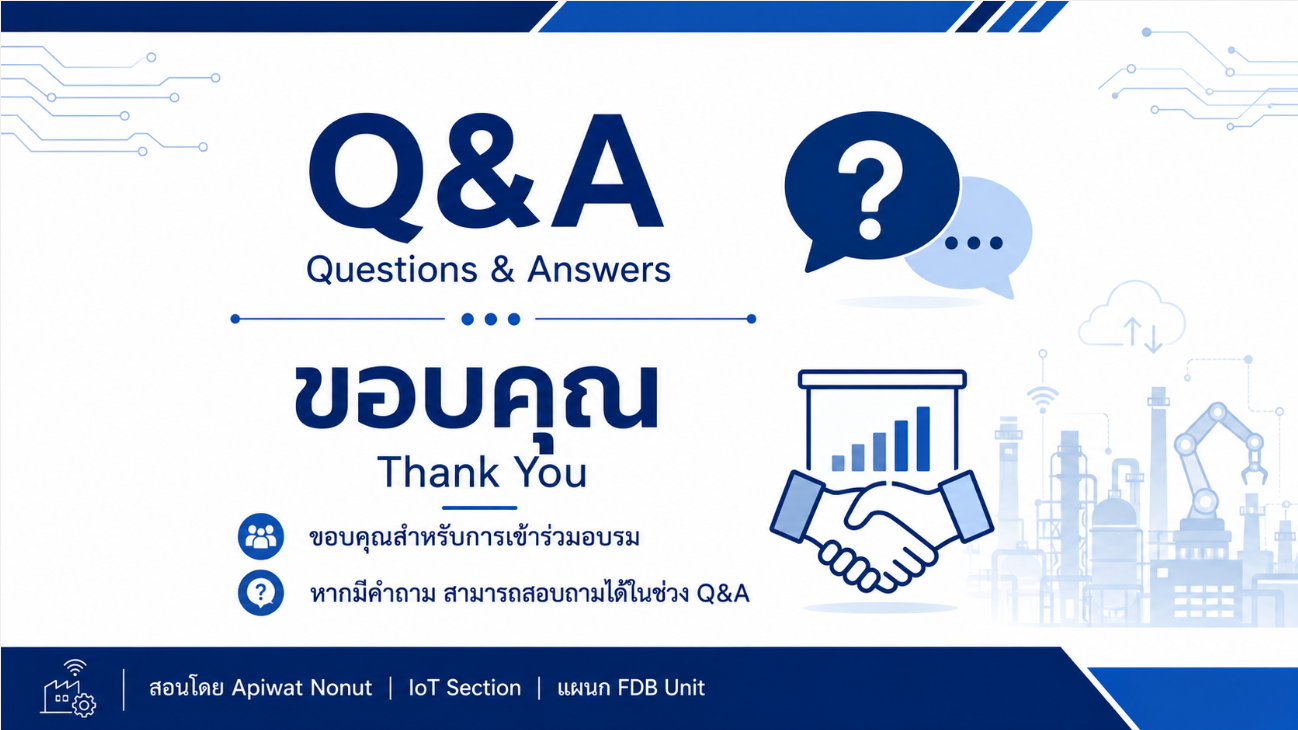 Q&A
Questions & Answers
ขอบคุณ
Thank You
ขอบคุณสำหรับการเข้าร่วมอบรม
หากมีคำถาม สามารถสอบถามได้ในช่วง Q&A
สอนโดย Apiwat Nonut | IoT Section | แผนก FDB Unit